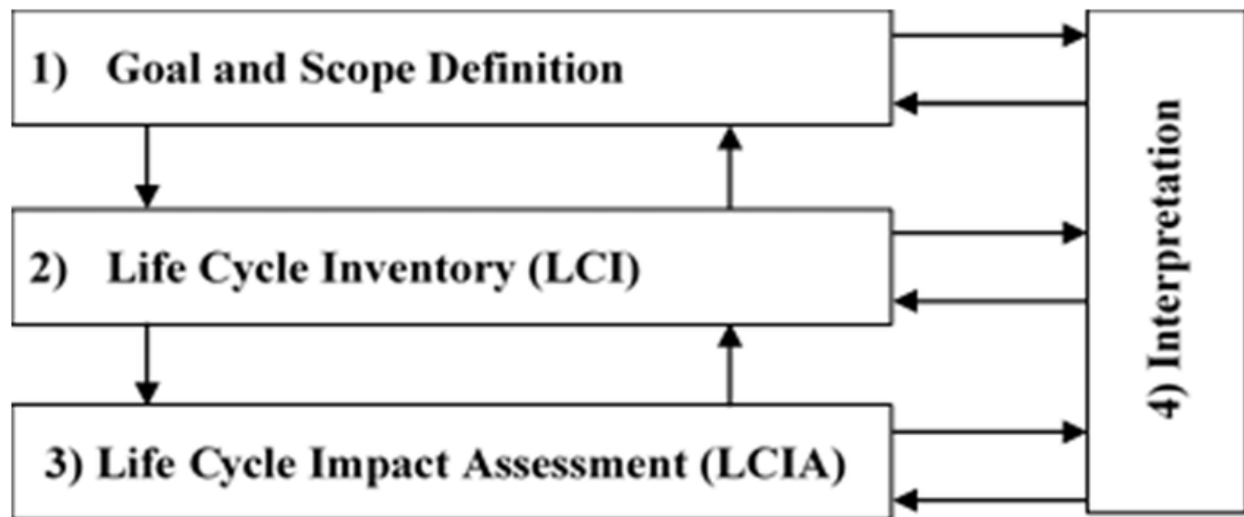 1) Goal and Scope Definition
2) Life Cycle Inventory (LCI)
3) Life Cycle Impact Assessment (LCIA)
4) Interpretation